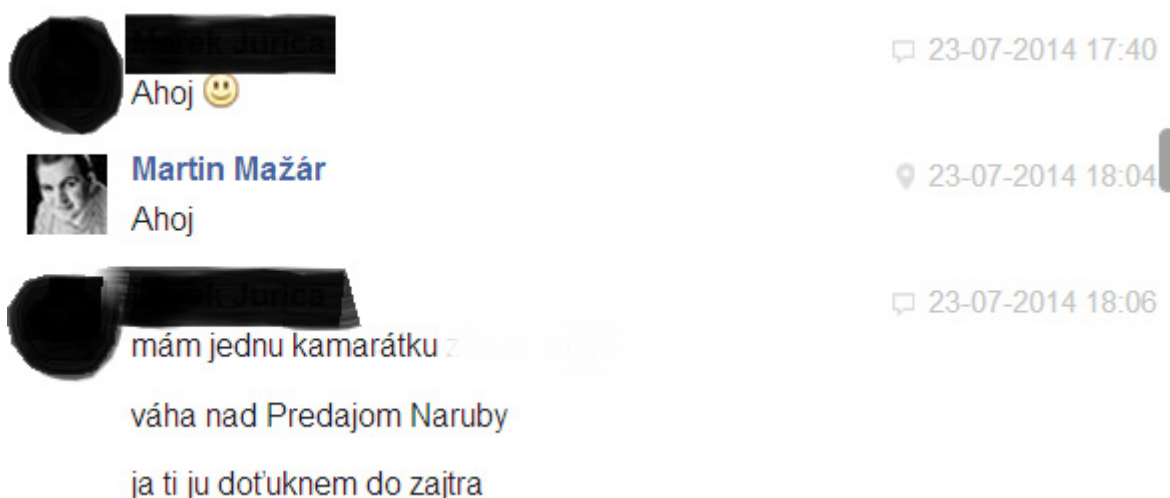 23-07-2014 17:40
Ahoj
Martin Mažár
23-07-2014 18:04
Ahoj
23-07-2014 18:06
mám jednu kamarátku
váha nad Predajom Naruby
ja ti ju doťuknem do zajtra